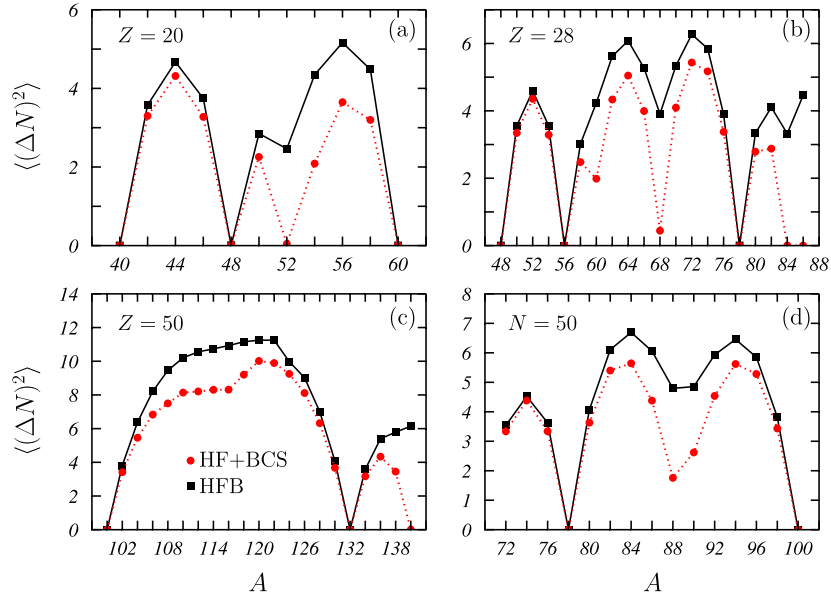 6
4
2
0
⟨(ΔN)²⟩
Z = 20
(a)
40 44 48 52 56 60
6
4
2
0
Z = 28
(b)
48 52 56 60 64 68 72 76 80 84 88
14
12
10
8
6
4
2
0
⟨(ΔN)²⟩
Z = 50
(c)
HF+BCS
HFB
102 108 114 120 126 132 138
A
8
7
6
5
4
3
2
1
0
N = 50
(d)
72 76 80 84 88 92 96 100
A